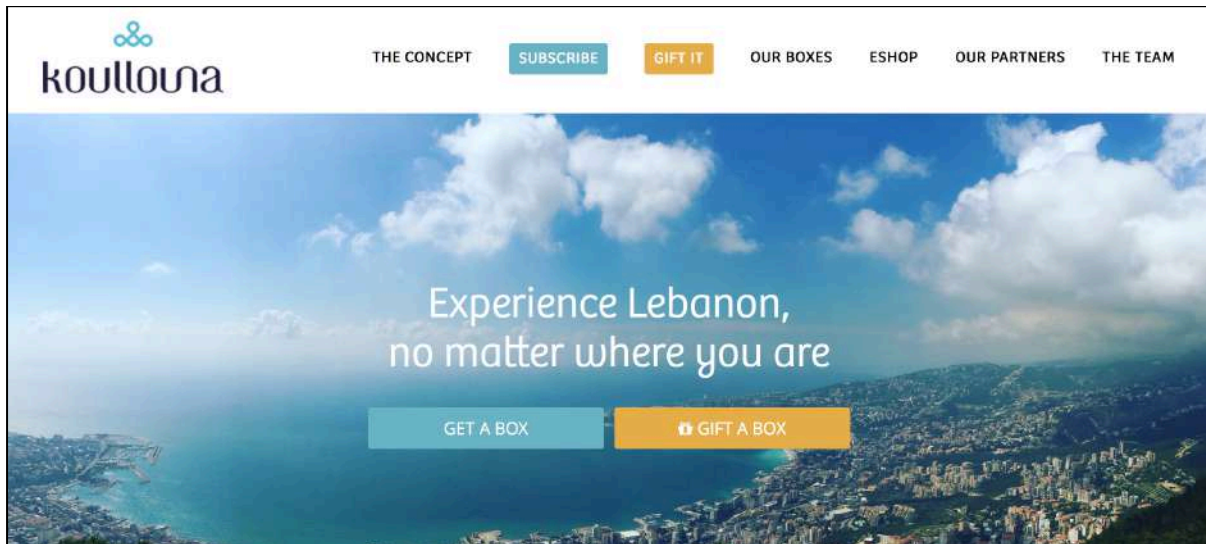 koullouna
THE CONCEPT
SUBSCRIBE
GIFT IT
OUR BOXES
ESHOP
OUR PARTNERS
THE TEAM
Experience Lebanon,
no matter where you are
GET A BOX
GIFT A BOX